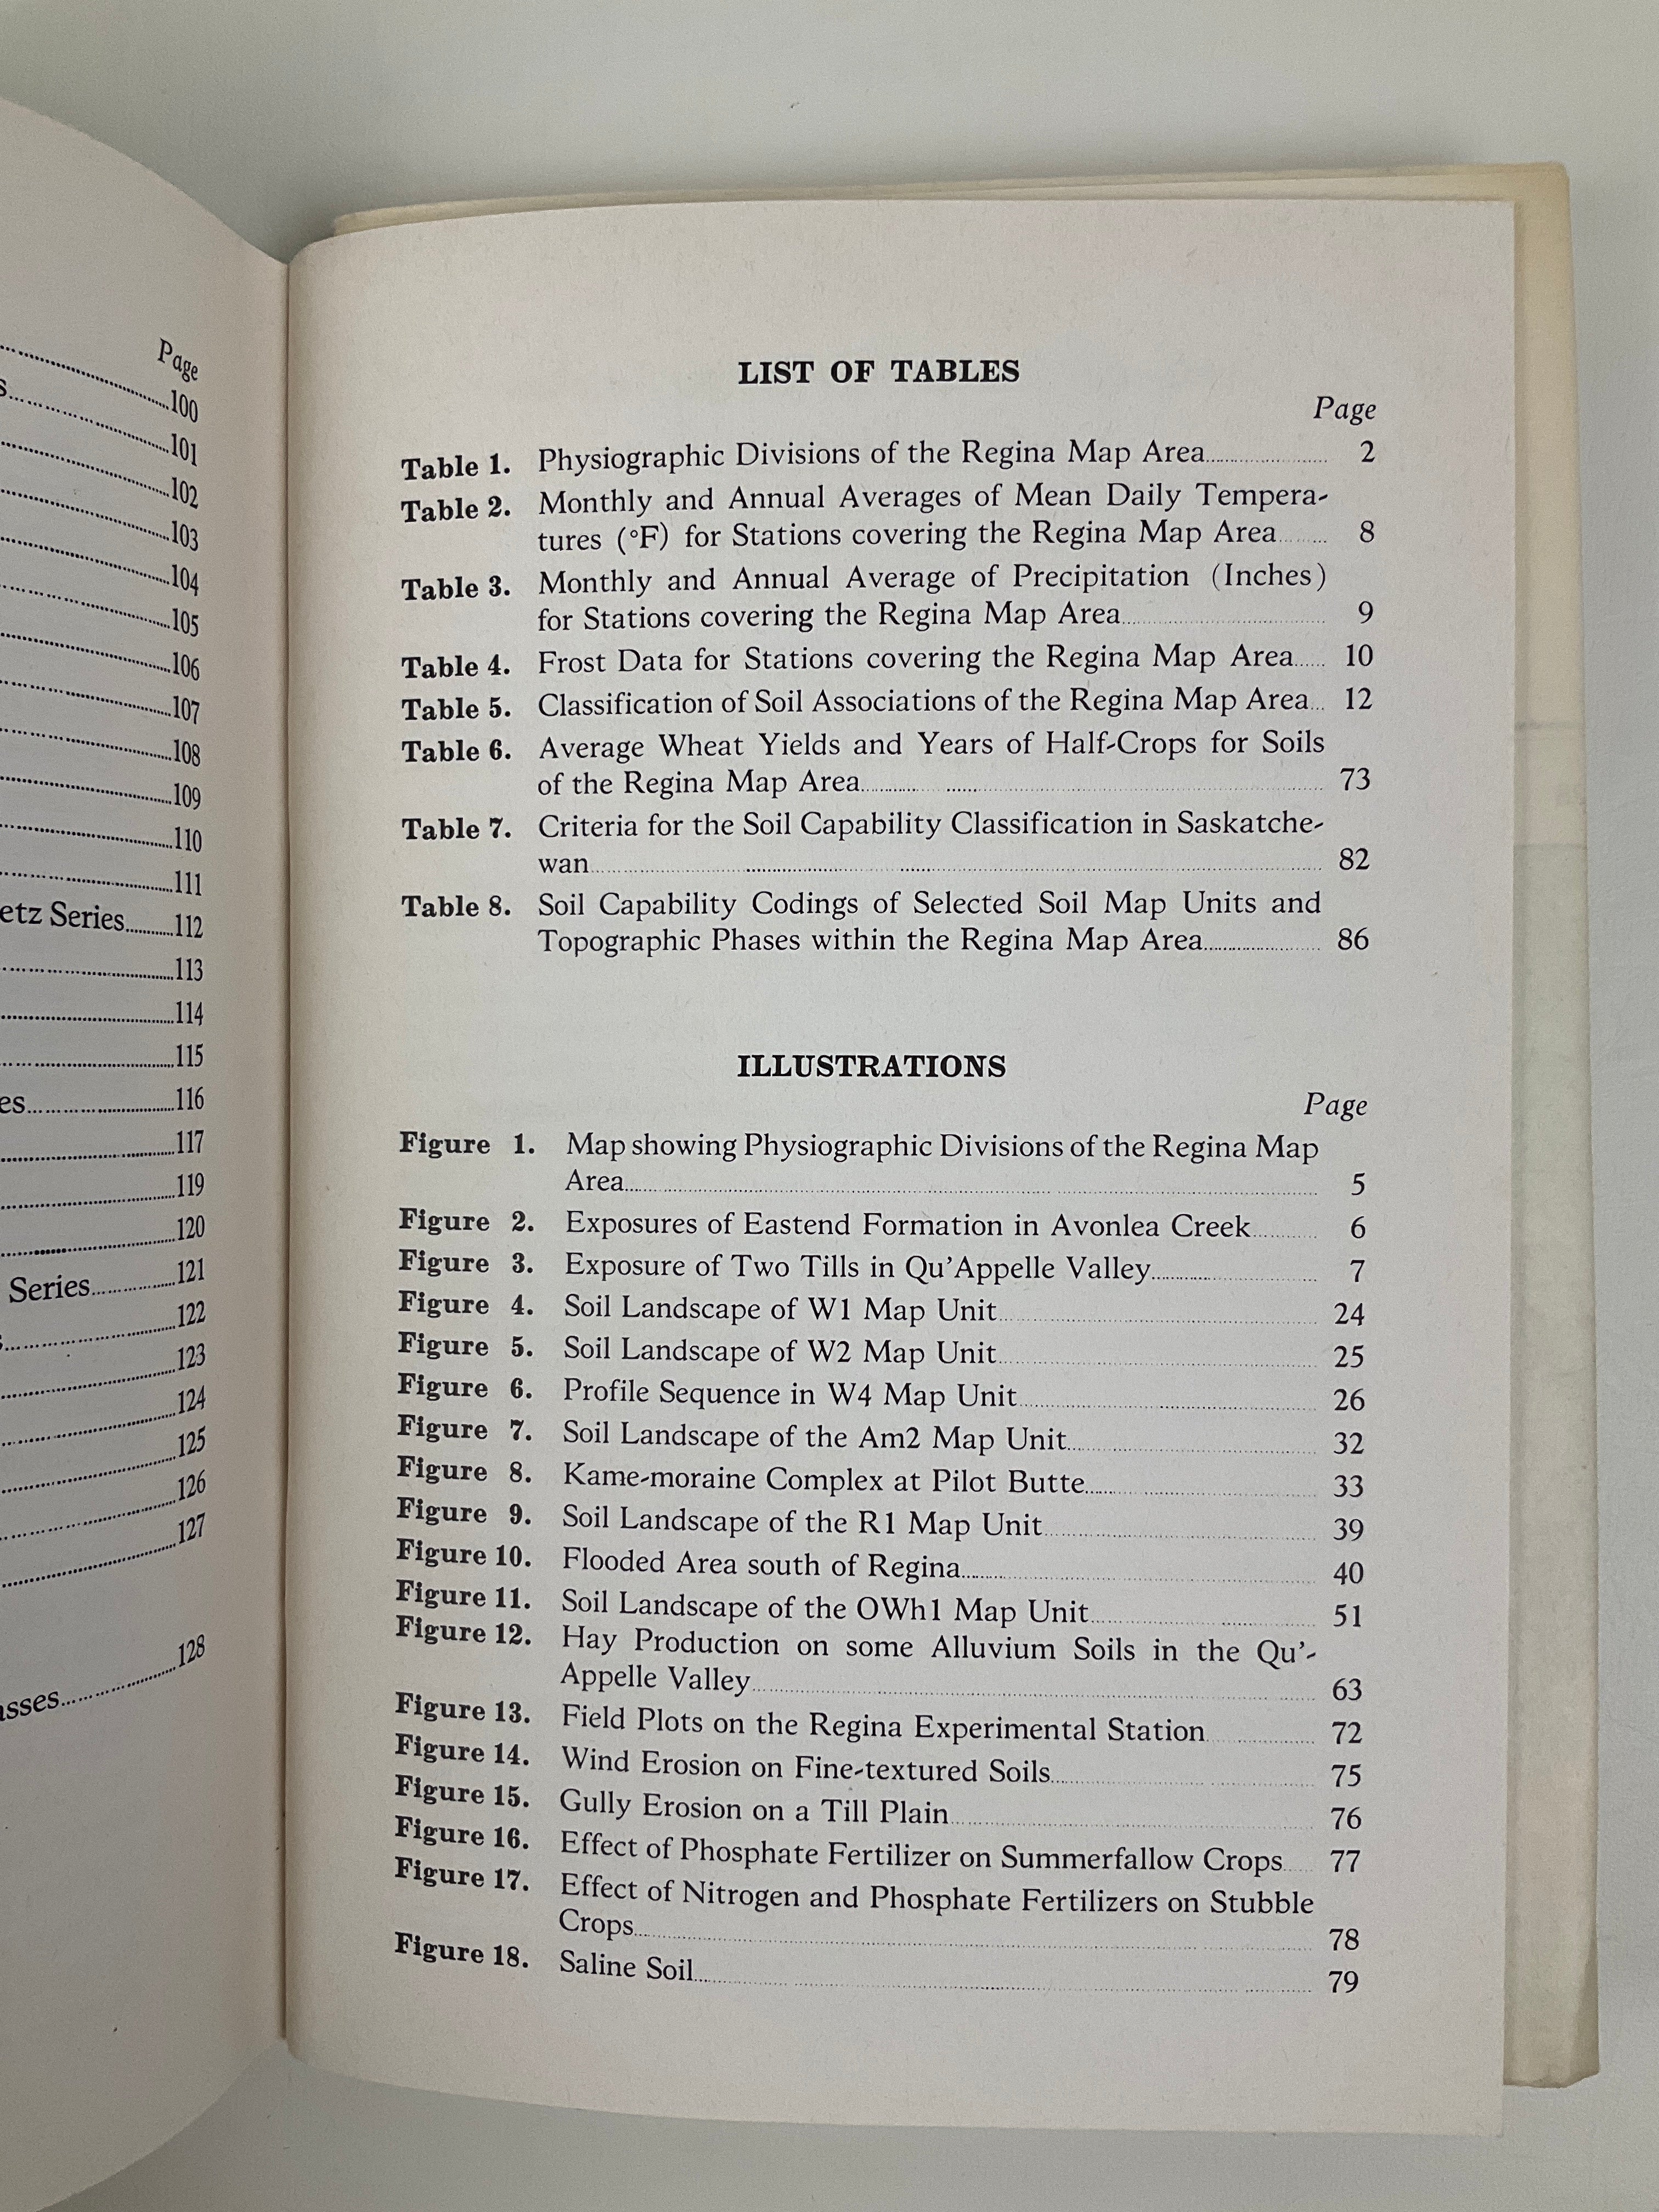 Page
100
s 101
102
103
104
105
106
107
108
109
110
111
etz Series 112
113
114
115
es 116
117
119
120
Series 121
122
123
124
125
126
127
128
asses
LIST OF TABLES
Page
Table 1. Physiographic Divisions of the Regina Map Area 2
Table 2. Monthly and Annual Averages of Mean Daily Tempera-
tures (°F) for Stations covering the Regina Map Area 8
Table 3. Monthly and Annual Average of Precipitation (Inches)
for Stations covering the Regina Map Area 9
Table 4. Frost Data for Stations covering the Regina Map Area 10
Table 5. Classification of Soil Associations of the Regina Map Area 12
Table 6. Average Wheat Yields and Years of Half-Crops for Soils
of the Regina Map Area 73
Table 7. Criteria for the Soil Capability Classification in Saskatche-
wan 82
Table 8. Soil Capability Codings of Selected Soil Map Units and
Topographic Phases within the Regina Map Area 86
ILLUSTRATIONS
Page
Figure 1. Map showing Physiographic Divisions of the Regina Map
Area 5
Figure 2. Exposures of Eastend Formation in Avonlea Creek 6
Figure 3. Exposure of Two Tills in Qu'Appelle Valley 7
Figure 4. Soil Landscape of W1 Map Unit 24
Figure 5. Soil Landscape of W2 Map Unit 25
Figure 6. Profile Sequence in W4 Map Unit 26
Figure 7. Soil Landscape of the Am2 Map Unit 32
Figure 8. Kame-moraine Complex at Pilot Butte 33
Figure 9. Soil Landscape of the R1 Map Unit 39
Figure 10. Flooded Area south of Regina 40
Figure 11. Soil Landscape of the OWh1 Map Unit 51
Figure 12. Hay Production on some Alluvium Soils in the Qu'-
Appelle Valley 63
Figure 13. Field Plots on the Regina Experimental Station 72
Figure 14. Wind Erosion on Fine-textured Soils 75
Figure 15. Gully Erosion on a Till Plain 76
Figure 16. Effect of Phosphate Fertilizer on Summerfallow Crops 77
Figure 17. Effect of Nitrogen and Phosphate Fertilizers on Stubble
Crops 78
Figure 18. Saline Soil 79